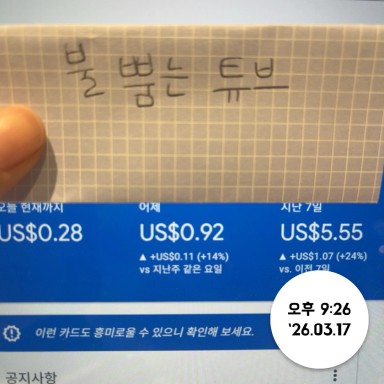 불 뿜는 튜브
오늘 현재까지 어제 지난 7일
US$0.28 US$0.92 US$5.55
▲ +US$0.11 (+14%) ▲ +US$1.07 (+24%)
vs 지난주 같은 요일 vs. 이전 7일
오후 9:26
'26.03.17
이런 카드도 흥미로울 수 있으니 확인해 보세요.
공지사항